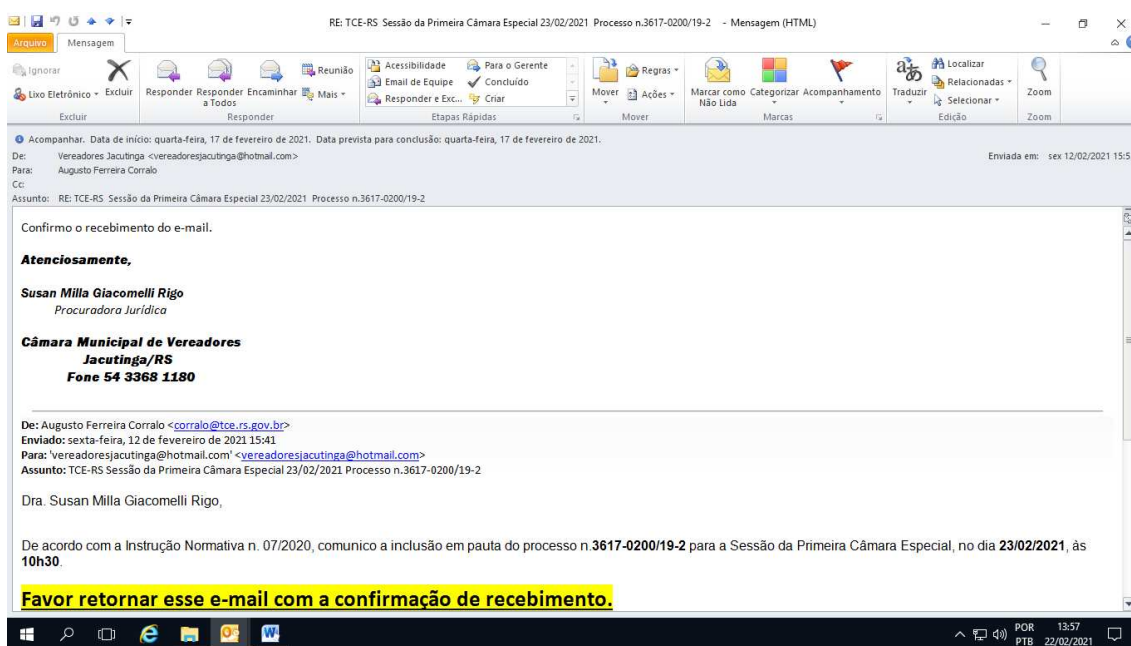 RE: TCE-RS Sessão da Primeira Câmara Especial 23/02/2021 Processo n.3617-0200/19-2 - Mensagem (HTML)
Arquivo Mensagem
Ignorar
Lixo Eletrônico
Excluir
Responder
Responder a Todos
Encaminhar
Reunião
Mais
Acessibilidade
Email de Equipe
Responder e Exc...
Para o Gerente
Concluído
Criar
Mover
Regras
Ações
Marcar como Não Lida
Categorizar
Acompanhamento
Traduzir
Localizar
Relacionadas
Selecionar
Zoom
Excluir Responder Etapas Rápidas Mover Marcas Edição Zoom
Acompanhar. Data de início: quarta-feira, 17 de fevereiro de 2021. Data prevista para conclusão: quarta-feira, 17 de fevereiro de 2021.
De: Vereadores Jacutinga <vereadoresjacutinga@hotmail.com> Enviada em: sex 12/02/2021 15:5
Para: Augusto Ferreira Corralo
Cc:
Assunto: RE: TCE-RS Sessão da Primeira Câmara Especial 23/02/2021 Processo n.3617-0200/19-2
Confirmo o recebimento do e-mail.
Atenciosamente,
Susan Milla Giacomelli Rigo
Procuradora Jurídica
Câmara Municipal de Vereadores
Jacutinga/RS
Fone 54 3368 1180
De: Augusto Ferreira Corralo <corralo@tce.rs.gov.br>
Enviado: sexta-feira, 12 de fevereiro de 2021 15:41
Para: 'vereadoresjacutinga@hotmail.com' <vereadoresjacutinga@hotmail.com>
Assunto: TCE-RS Sessão da Primeira Câmara Especial 23/02/2021 Processo n.3617-0200/19-2
Dra. Susan Milla Giacomelli Rigo,
De acordo com a Instrução Normativa n. 07/2020, comunico a inclusão em pauta do processo n.3617-0200/19-2 para a Sessão da Primeira Câmara Especial, no dia 23/02/2021, às
10h30.
Favor retornar esse e-mail com a confirmação de recebimento.
POR 13:57
PTB 22/02/2021